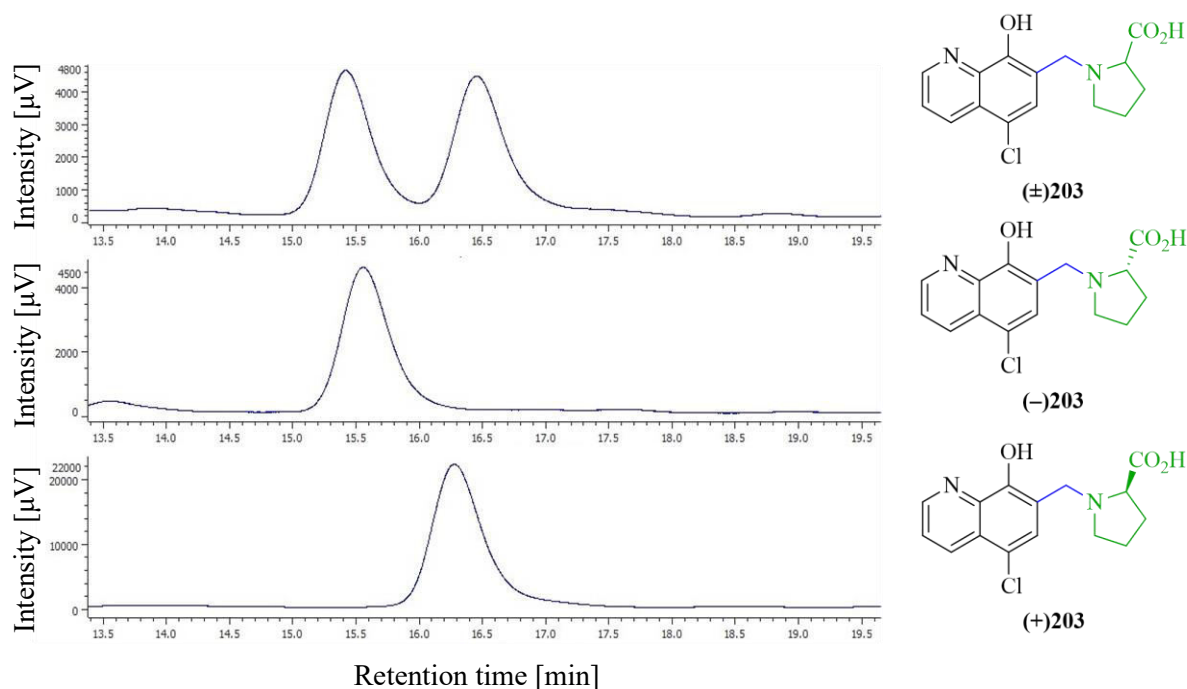 Intensity [µV]
4800
4000
3000
2000
1000
0
13.5 14.0 14.5 15.0 15.5 16.0 16.5 17.0 17.5 18.0 18.5 19.0 19.5
OH
CO2H
N
N
Cl
(±)203
Intensity [µV]
4500
4000
2000
0
13.5 14.0 14.5 15.0 15.5 16.0 16.5 17.0 17.5 18.0 18.5 19.0 19.5
OH
CO2H
N
N
Cl
(–)203
Intensity [µV]
22000
20000
10000
0
13.5 14.0 14.5 15.0 15.5 16.0 16.5 17.0 17.5 18.0 18.5 19.0 19.5
OH
CO2H
N
N
Cl
(+)203
Retention time [min]